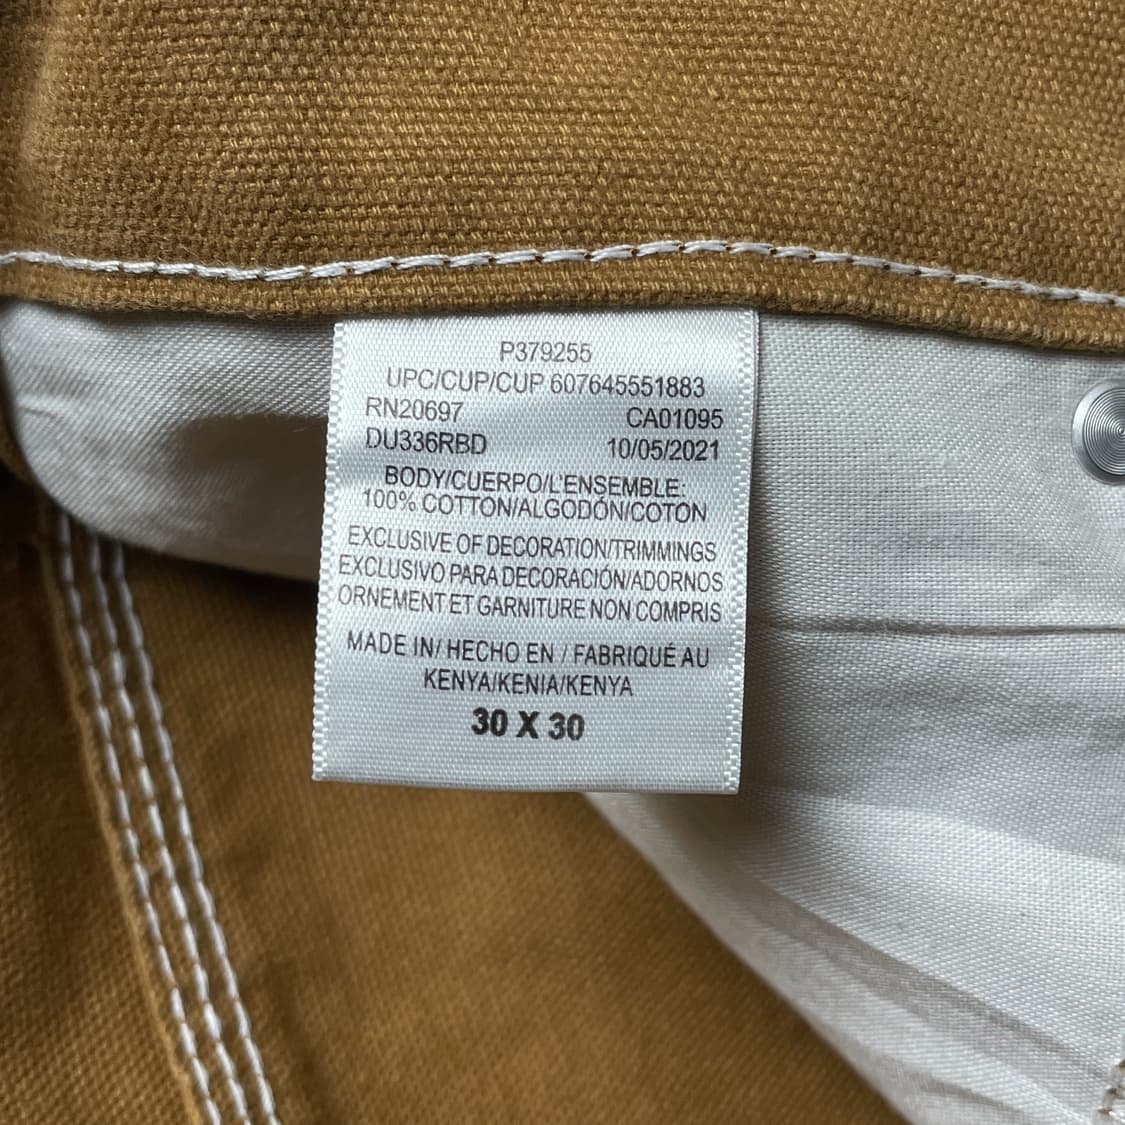 P379255
UPC/CUP/CUP 607645551883
RN20697 CA01095
DU336RBD 10/05/2021
BODY/CUERPO/L'ENSEMBLE:
100% COTTON/ALGODÓN/COTON
EXCLUSIVE OF DECORATION/TRIMMINGS
EXCLUSIVO PARA DECORACIÓN/ADORNOS
ORNEMENT ET GARNITURE NON COMPRIS
MADE IN/ HECHO EN / FABRIQUÉ AU
KENYA/KENIA/KENYA
30 X 30